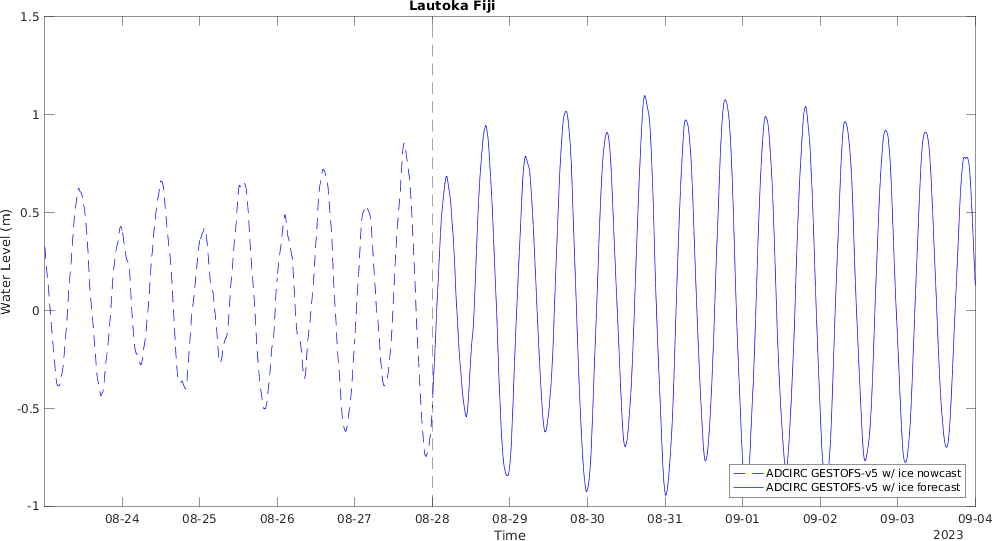 Lautoka Fiji
1.5
1
0.5
0
-0.5
-1
Water Level (m)
ADCIRC GESTOFS-v5 w/ ice nowcast
ADCIRC GESTOFS-v5 w/ ice forecast
08-24 08-25 08-26 08-27 08-28 08-29 08-30 08-31 09-01 09-02 09-03 09-04
Time
2023